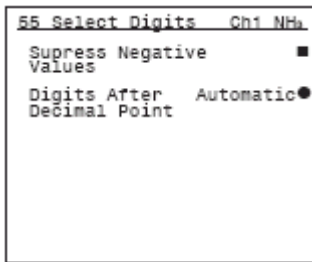 55 Select Digits Ch1 NH₃
Supress Negative ■
Values
Digits After Automatic●
Decimal Point